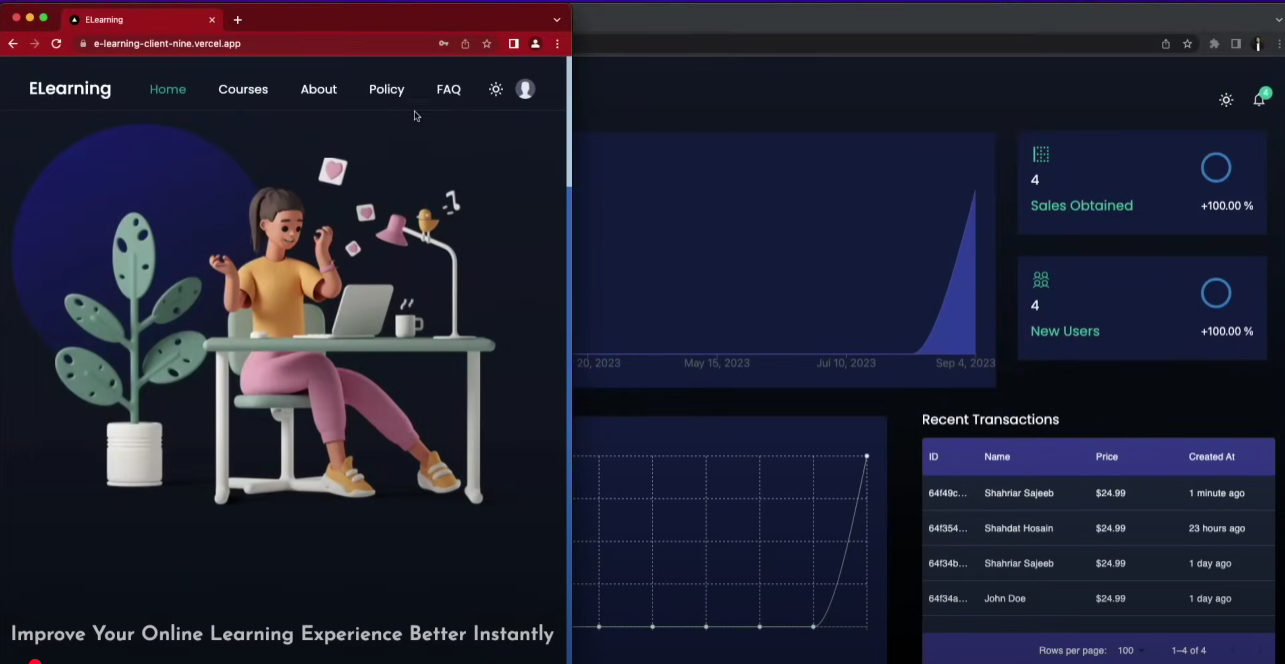 ELearning
e-learning-client-nine.vercel.app
ELearning
Home
Courses
About
Policy
FAQ
Improve Your Online Learning Experience Better Instantly
4
20, 2023
May 15, 2023
Jul 10, 2023
Sep 4, 2023
4
Sales Obtained
+100.00 %
4
New Users
+100.00 %
Recent Transactions
ID Name Price Created At
64f49c... Shahriar Sajeeb $24.99 1 minute ago
64f354... Shahdat Hosain $24.99 23 hours ago
64f34b... Shahriar Sajeeb $24.99 1 day ago
64f34a... John Doe $24.99 1 day ago
Rows per page: 100 1–4 of 4